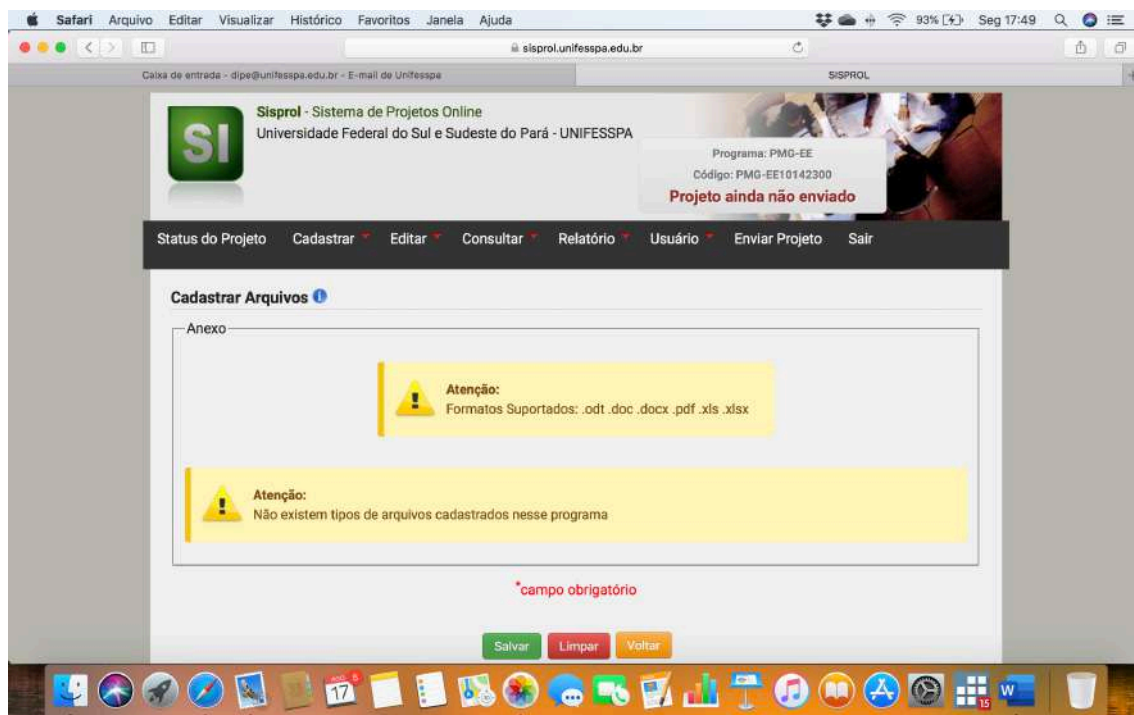 Safari Arquivo Editar Visualizar Histórico Favoritos Janela Ajuda 93% Seg 17:49
sisprol.unifesspa.edu.br
Caixa de entrada - dipe@unifesspa.edu.br - E-mail de Unifesspa SISPROL
SI
Sisprol - Sistema de Projetos Online
Universidade Federal do Sul e Sudeste do Pará - UNIFESSPA
Programa: PMG-EE
Código: PMG-EE10142300
Projeto ainda não enviado
Status do Projeto Cadastrar Editar Consultar Relatório Usuário Enviar Projeto Sair
Cadastrar Arquivos
Anexo
Atenção:
Formatos Suportados: .odt .doc .docx .pdf .xls .xlsx
Atenção:
Não existem tipos de arquivos cadastrados nesse programa
*campo obrigatório
Salvar Limpar Voltar
17
15
W